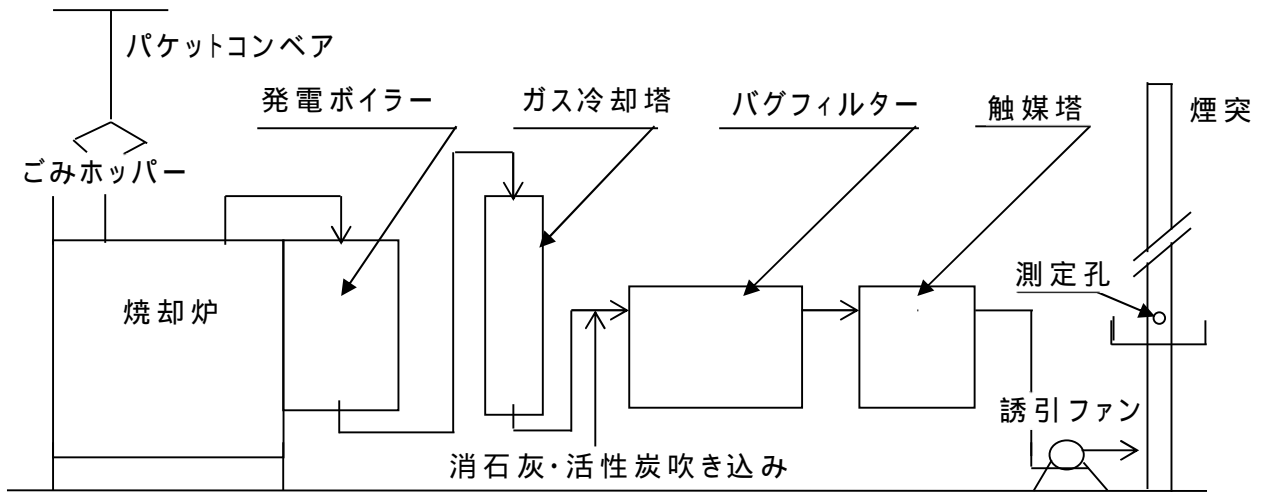 パケットコンベア
発電ボイラー
ガス冷却塔
バグフィルター
触媒塔
煙突
ごみホッパー
測定孔
焼却炉
誘引ファン
消石灰・活性炭吹き込み